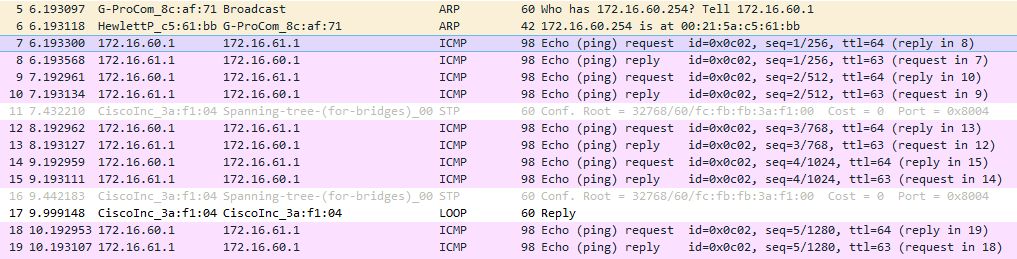 5 6.193097 G-ProCom_8c:af:71 Broadcast ARP 60 Who has 172.16.60.254? Tell 172.16.60.1
6 6.193118 HewlettP_c5:61:bb G-ProCom_8c:af:71 ARP 42 172.16.60.254 is at 00:21:5a:c5:61:bb
7 6.193300 172.16.60.1 172.16.61.1 ICMP 98 Echo (ping) request id=0x0c02, seq=1/256, ttl=64 (reply in 8)
8 6.193568 172.16.61.1 172.16.60.1 ICMP 98 Echo (ping) reply id=0x0c02, seq=1/256, ttl=63 (request in 7)
9 7.192961 172.16.60.1 172.16.61.1 ICMP 98 Echo (ping) request id=0x0c02, seq=2/512, ttl=64 (reply in 10)
10 7.193134 172.16.61.1 172.16.60.1 ICMP 98 Echo (ping) reply id=0x0c02, seq=2/512, ttl=63 (request in 9)
11 7.432210 CiscoInc_3a:f1:04 Spanning-tree-(for-bridges)_00 STP 60 Conf. Root = 32768/60/fc:fb:fb:3a:f1:00 Cost = 0 Port = 0x8004
12 8.192962 172.16.60.1 172.16.61.1 ICMP 98 Echo (ping) request id=0x0c02, seq=3/768, ttl=64 (reply in 13)
13 8.193127 172.16.61.1 172.16.60.1 ICMP 98 Echo (ping) reply id=0x0c02, seq=3/768, ttl=63 (request in 12)
14 9.192959 172.16.60.1 172.16.61.1 ICMP 98 Echo (ping) request id=0x0c02, seq=4/1024, ttl=64 (reply in 15)
15 9.193111 172.16.61.1 172.16.60.1 ICMP 98 Echo (ping) reply id=0x0c02, seq=4/1024, ttl=63 (request in 14)
16 9.442183 CiscoInc_3a:f1:04 Spanning-tree-(for-bridges)_00 STP 60 Conf. Root = 32768/60/fc:fb:fb:3a:f1:00 Cost = 0 Port = 0x8004
17 9.999148 CiscoInc_3a:f1:04 CiscoInc_3a:f1:04 LOOP 60 Reply
18 10.192953 172.16.60.1 172.16.61.1 ICMP 98 Echo (ping) request id=0x0c02, seq=5/1280, ttl=64 (reply in 19)
19 10.193107 172.16.61.1 172.16.60.1 ICMP 98 Echo (ping) reply id=0x0c02, seq=5/1280, ttl=63 (request in 18)